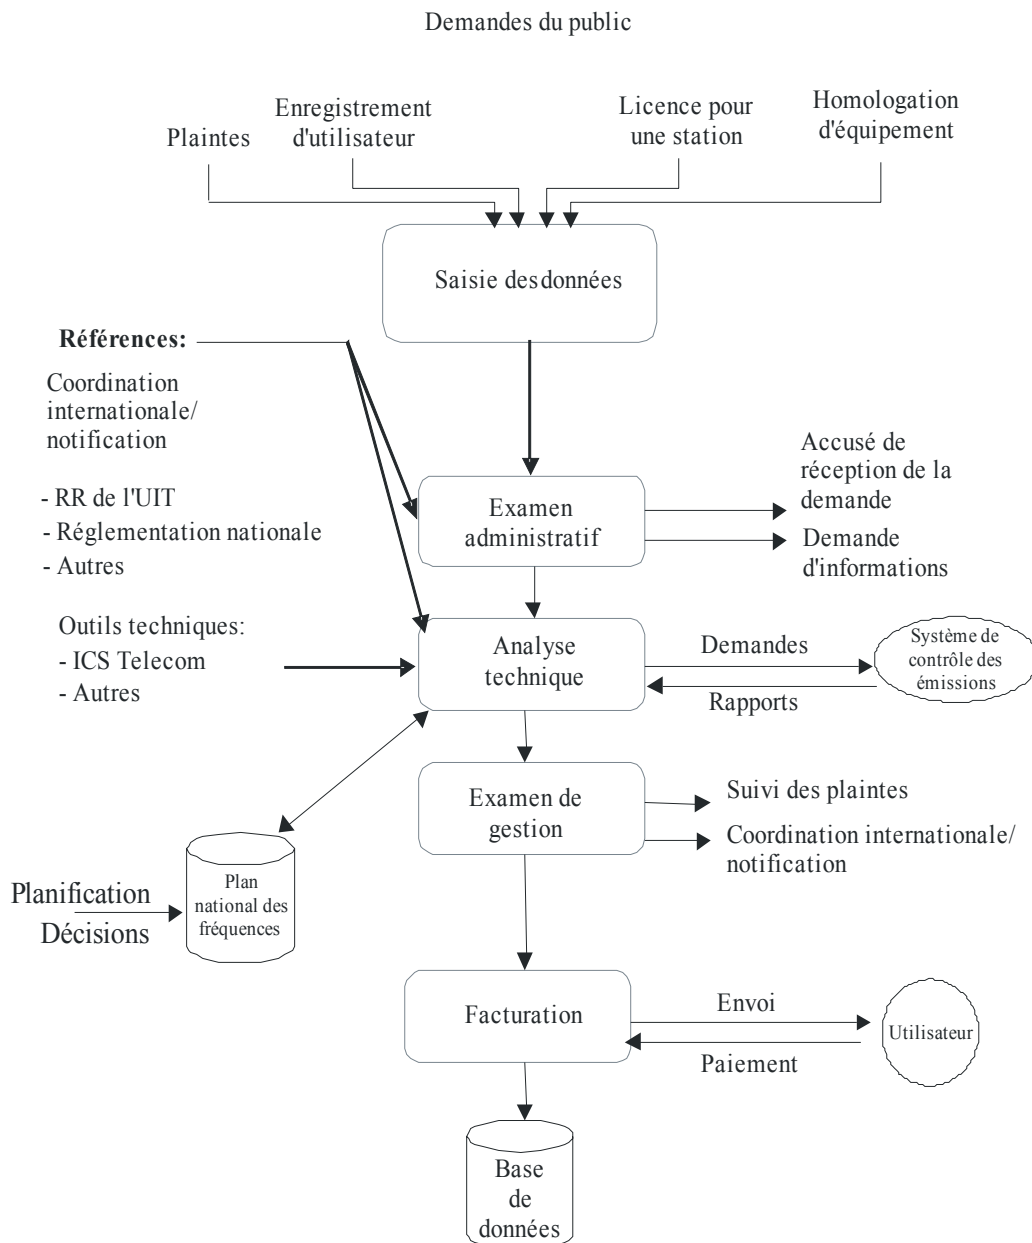 Demandes du public
Plaintes
Enregistrement
d'utilisateur
Licence pour
une station
Homologation
d'équipement
Saisie des données
Références:
Coordination
internationale/
notification
- RR de l'UIT
- Réglementation nationale
- Autres
Examen
administratif
Accusé de
réception de la
demande
Demande
d'informations
Outils techniques:
- ICS Telecom
- Autres
Analyse
technique
Demandes
Rapports
Système de
contrôle des
émissions
Examen de
gestion
Suivi des plaintes
Coordination internationale/
notification
Planification
Décisions
Plan
national des
fréquences
Facturation
Envoi
Paiement
Utilisateur
Base
de
données